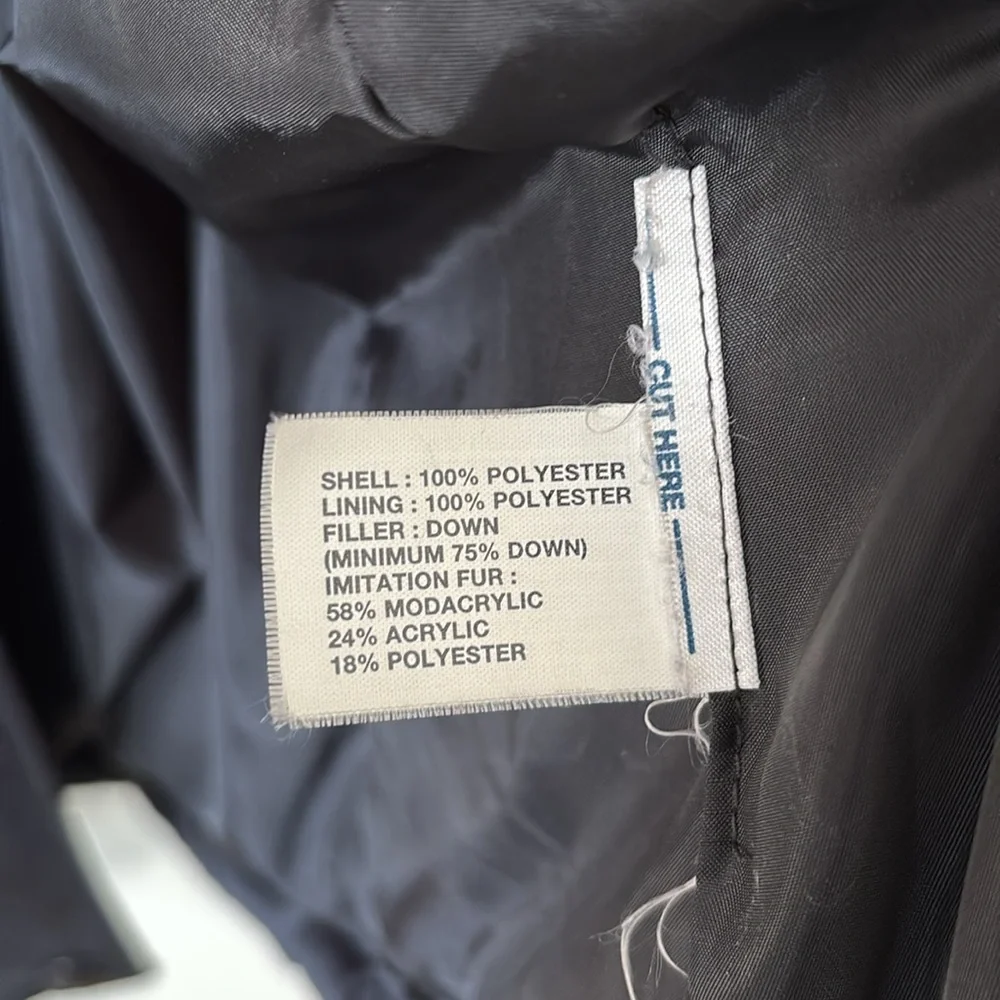 SHELL : 100% POLYESTER
LINING : 100% POLYESTER
FILLER : DOWN
(MINIMUM 75% DOWN)
IMITATION FUR :
58% MODACRYLIC
24% ACRYLIC
18% POLYESTER
CUT HERE